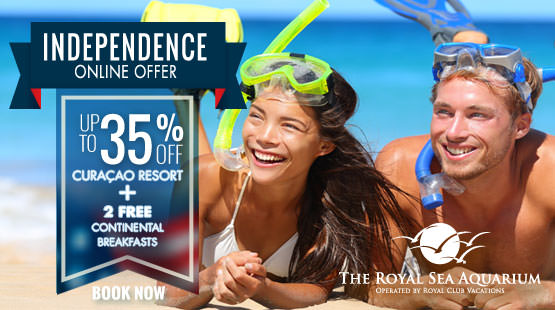 INDEPENDENCE
ONLINE OFFER
UP TO 35% OFF
CURAÇAO RESORT
+
2 FREE
CONTINENTAL
BREAKFASTS
BOOK NOW
THE ROYAL SEA AQUARIUM
OPERATED BY ROYAL CLUB VACATIONS